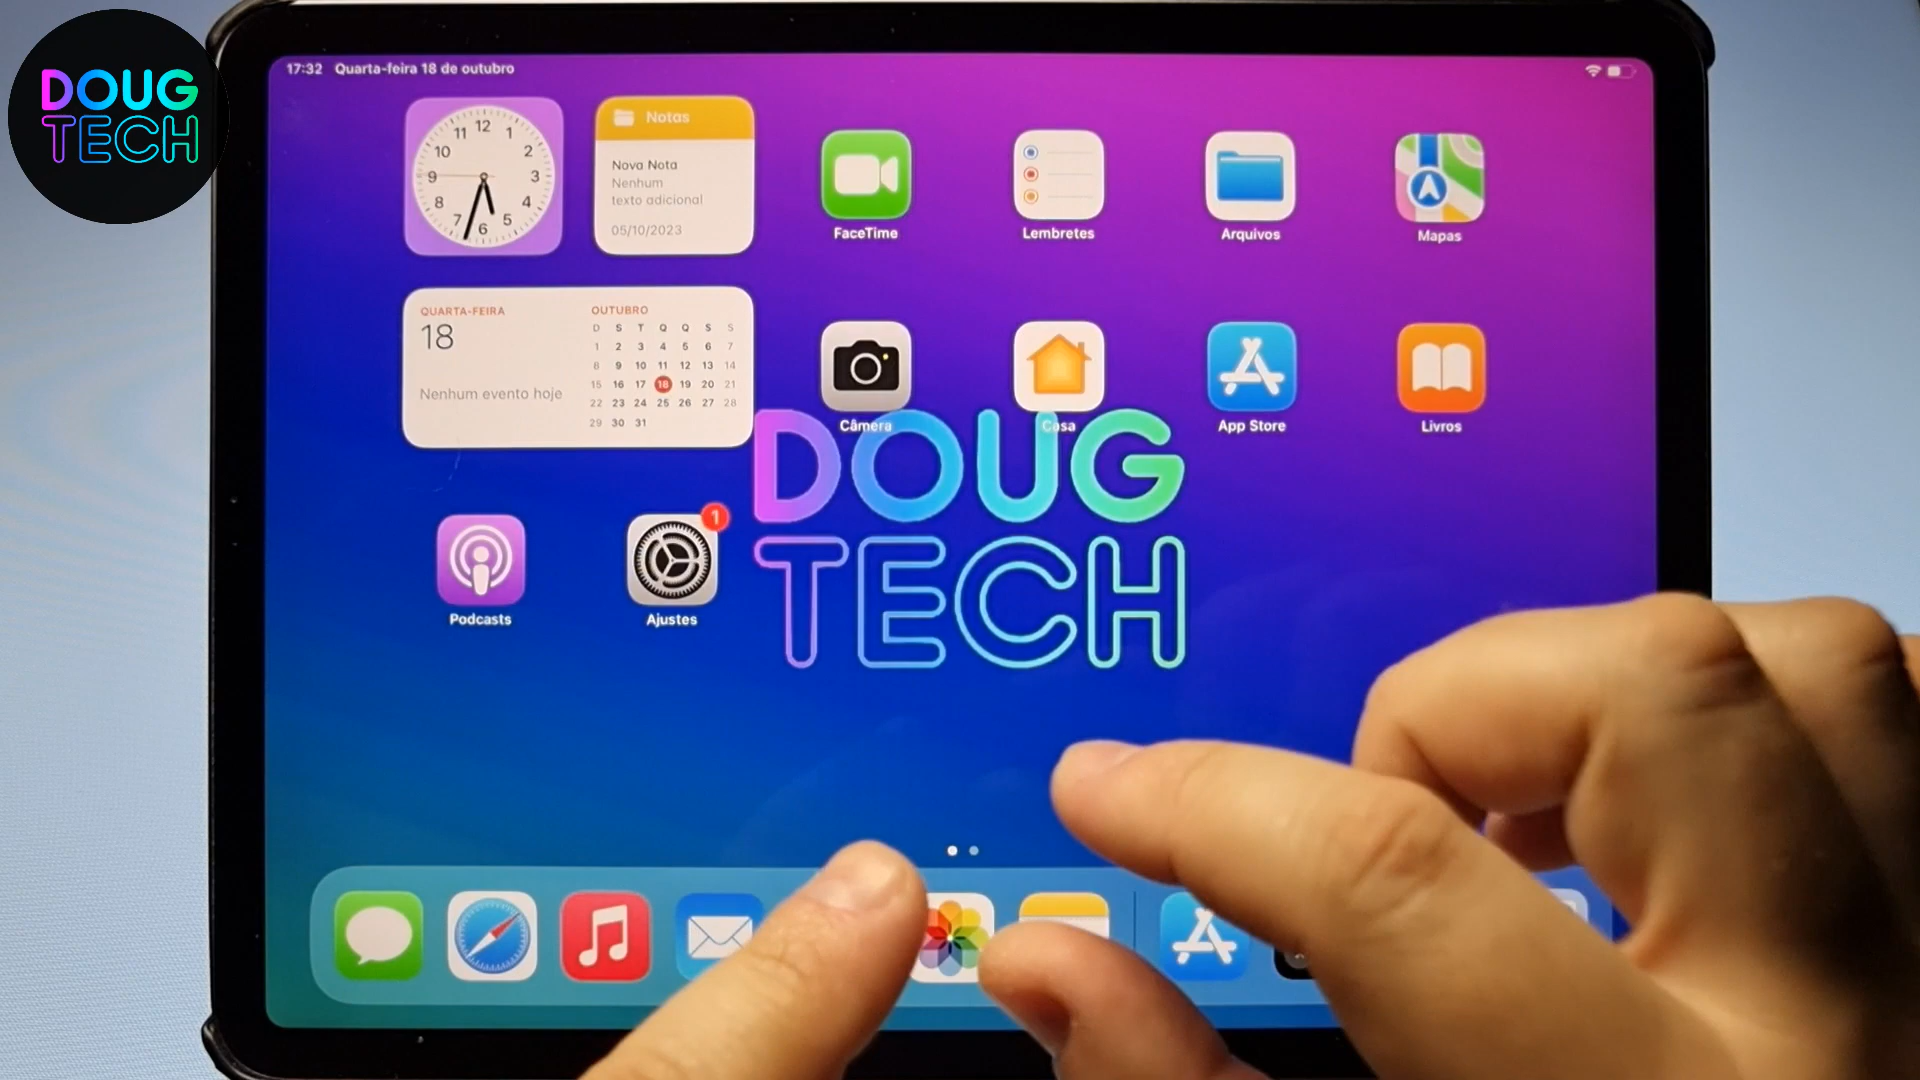 DOUG
TECH
17:32 Quarta-feira 18 de outubro
12
11 1
10 2
9 3
8 4
7 5
6
Notas
Nova Nota
Nenhum
texto adicional
05/10/2023
FaceTime
Lembretes
Arquivos
Mapas
QUARTA-FEIRA
18
Nenhum evento hoje
OUTUBRO
D S T Q Q S S
1 2 3 4 5 6 7
8 9 10 11 12 13 14
15 16 17 18 19 20 21
22 23 24 25 26 27 28
29 30 31
Câmera
Casa
App Store
Livros
DOUG
TECH
Podcasts
1
Ajustes